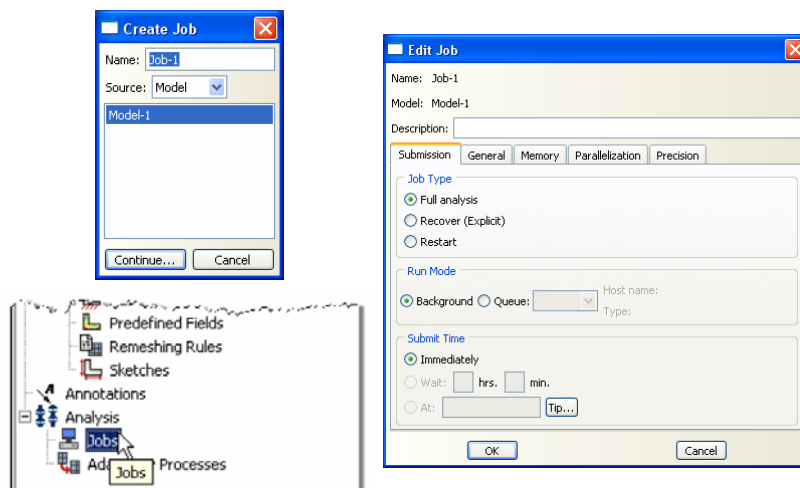 Create Job
Name: Job-1
Source: Model
Model-1
Continue... Cancel
Predefined Fields
Remeshing Rules
Sketches
Annotations
Analysis
Jobs
Processes
Jobs
Edit Job
Name: Job-1
Model: Model-1
Description:
Submission General Memory Parallelization Precision
Job Type
Full analysis
Recover (Explicit)
Restart
Run Mode
Background Queue: Host name:
Type:
Submit Time
Immediately
Wait: hrs. min.
At: Tip...
OK Cancel